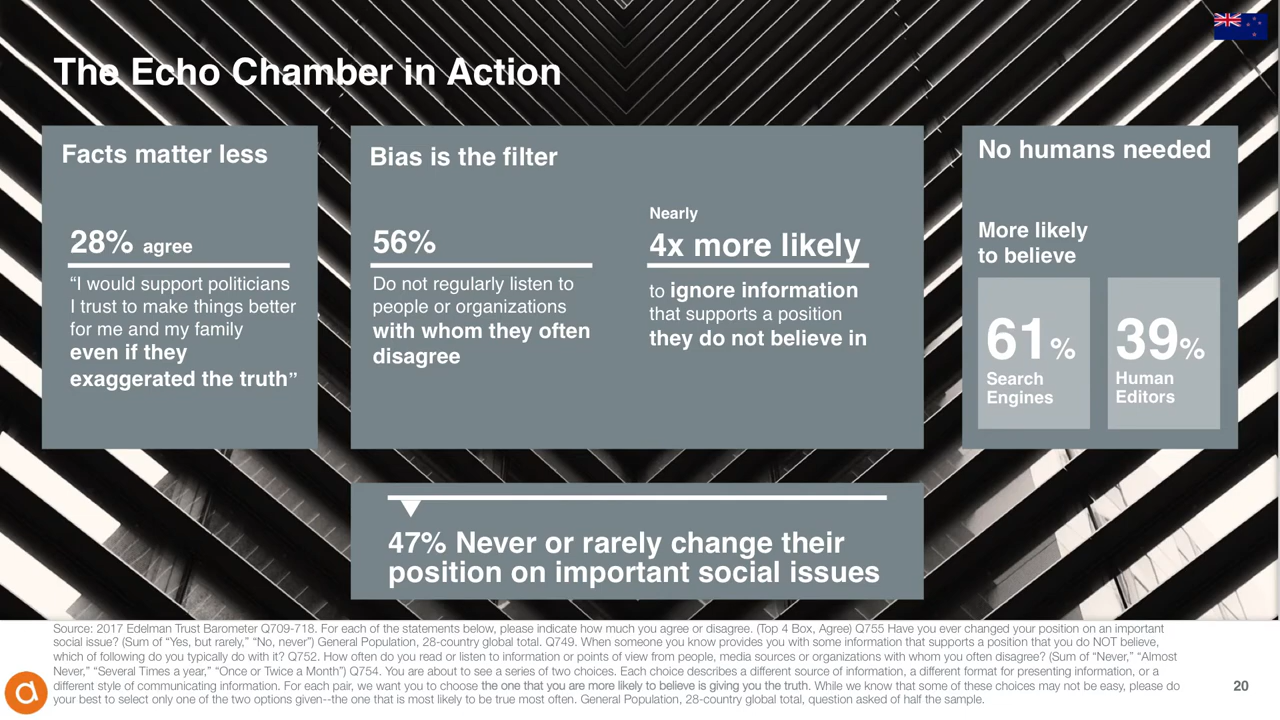 The Echo Chamber in Action
Facts matter less
28% agree
“I would support politicians
I trust to make things better
for me and my family
even if they
exaggerated the truth”
Bias is the filter
56%
Do not regularly listen to
people or organizations
with whom they often
disagree
Nearly
4x more likely
to ignore information
that supports a position
they do not believe in
No humans needed
More likely
to believe
61%
Search
Engines
39%
Human
Editors
47% Never or rarely change their
position on important social issues
Source: 2017 Edelman Trust Barometer Q709-718. For each of the statements below, please indicate how much you agree or disagree. (Top 4 Box, Agree) Q755 Have you ever changed your position on an important
social issue? (Sum of “Yes, but rarely,” “No, never”) General Population, 28-country global total. Q749. When someone you know provides you with some information that supports a position that you do NOT believe,
which of following do you typically do with it? Q752. How often do you read or listen to information or points of view from people, media sources or organizations with whom you often disagree? (Sum of “Never,” “Almost
Never,” “Several Times a year,” “Once or Twice a Month”) Q754. You are about to see a series of two choices. Each choice describes a different source of information, a different format for presenting information, or a
different style of communicating information. For each pair, we want you to choose the one that you are more likely to believe is giving you the truth. While we know that some of these choices may not be easy, please do
your best to select only one of the two options given--the one that is most likely to be true most often. General Population, 28-country global total, question asked of half the sample.
20